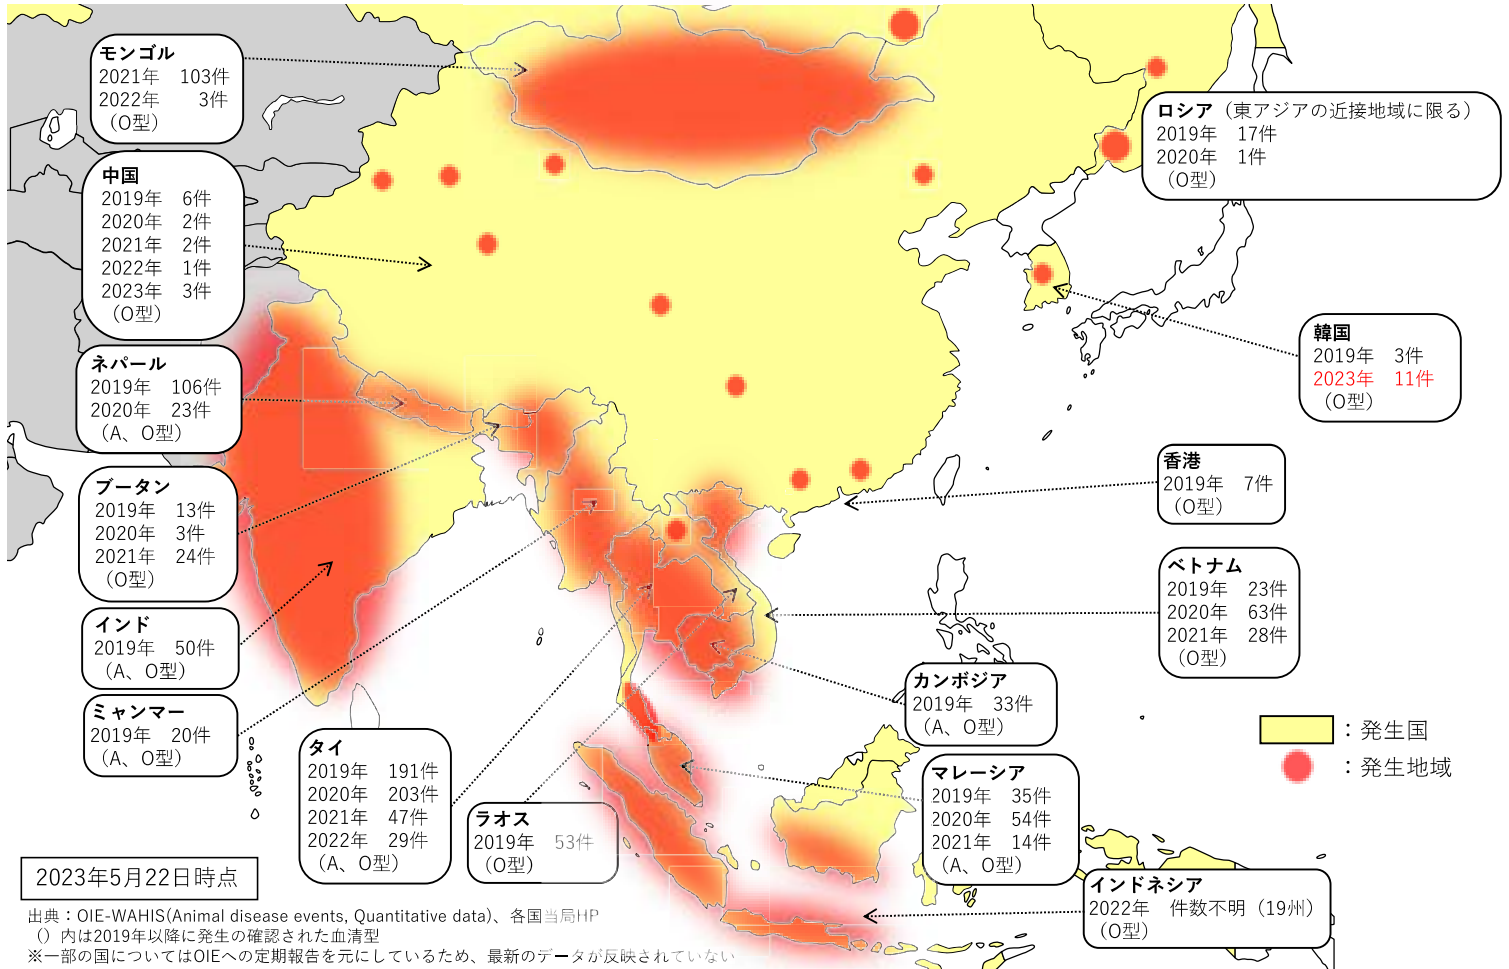 モンゴル
2021年 103件
2022年 3件
(O型)
中国
2019年 6件
2020年 2件
2021年 2件
2022年 1件
2023年 3件
(O型)
ネパール
2019年 106件
2020年 23件
(A、O型)
ブータン
2019年 13件
2020年 3件
2021年 24件
(O型)
インド
2019年 50件
(A、O型)
ミャンマー
2019年 20件
(A、O型)
タイ
2019年 191件
2020年 203件
2021年 47件
2022年 29件
(A、O型)
ラオス
2019年 53件
(O型)
ロシア（東アジアの近接地域に限る）
2019年 17件
2020年 1件
(O型)
韓国
2019年 3件
2023年 11件
(O型)
香港
2019年 7件
(O型)
ベトナム
2019年 23件
2020年 63件
2021年 28件
(O型)
カンボジア
2019年 33件
(A、O型)
マレーシア
2019年 35件
2020年 54件
2021年 14件
(A、O型)
インドネシア
2022年 件数不明（19州）
(O型)
：発生国
：発生地域
2023年5月22日時点
出典：OIE-WAHIS(Animal disease events, Quantitative data)、各国当局HP
（）内は2019年以降に発生の確認された血清型
※一部の国についてはOIEへの定期報告を元にしているため、最新のデータが反映されていない